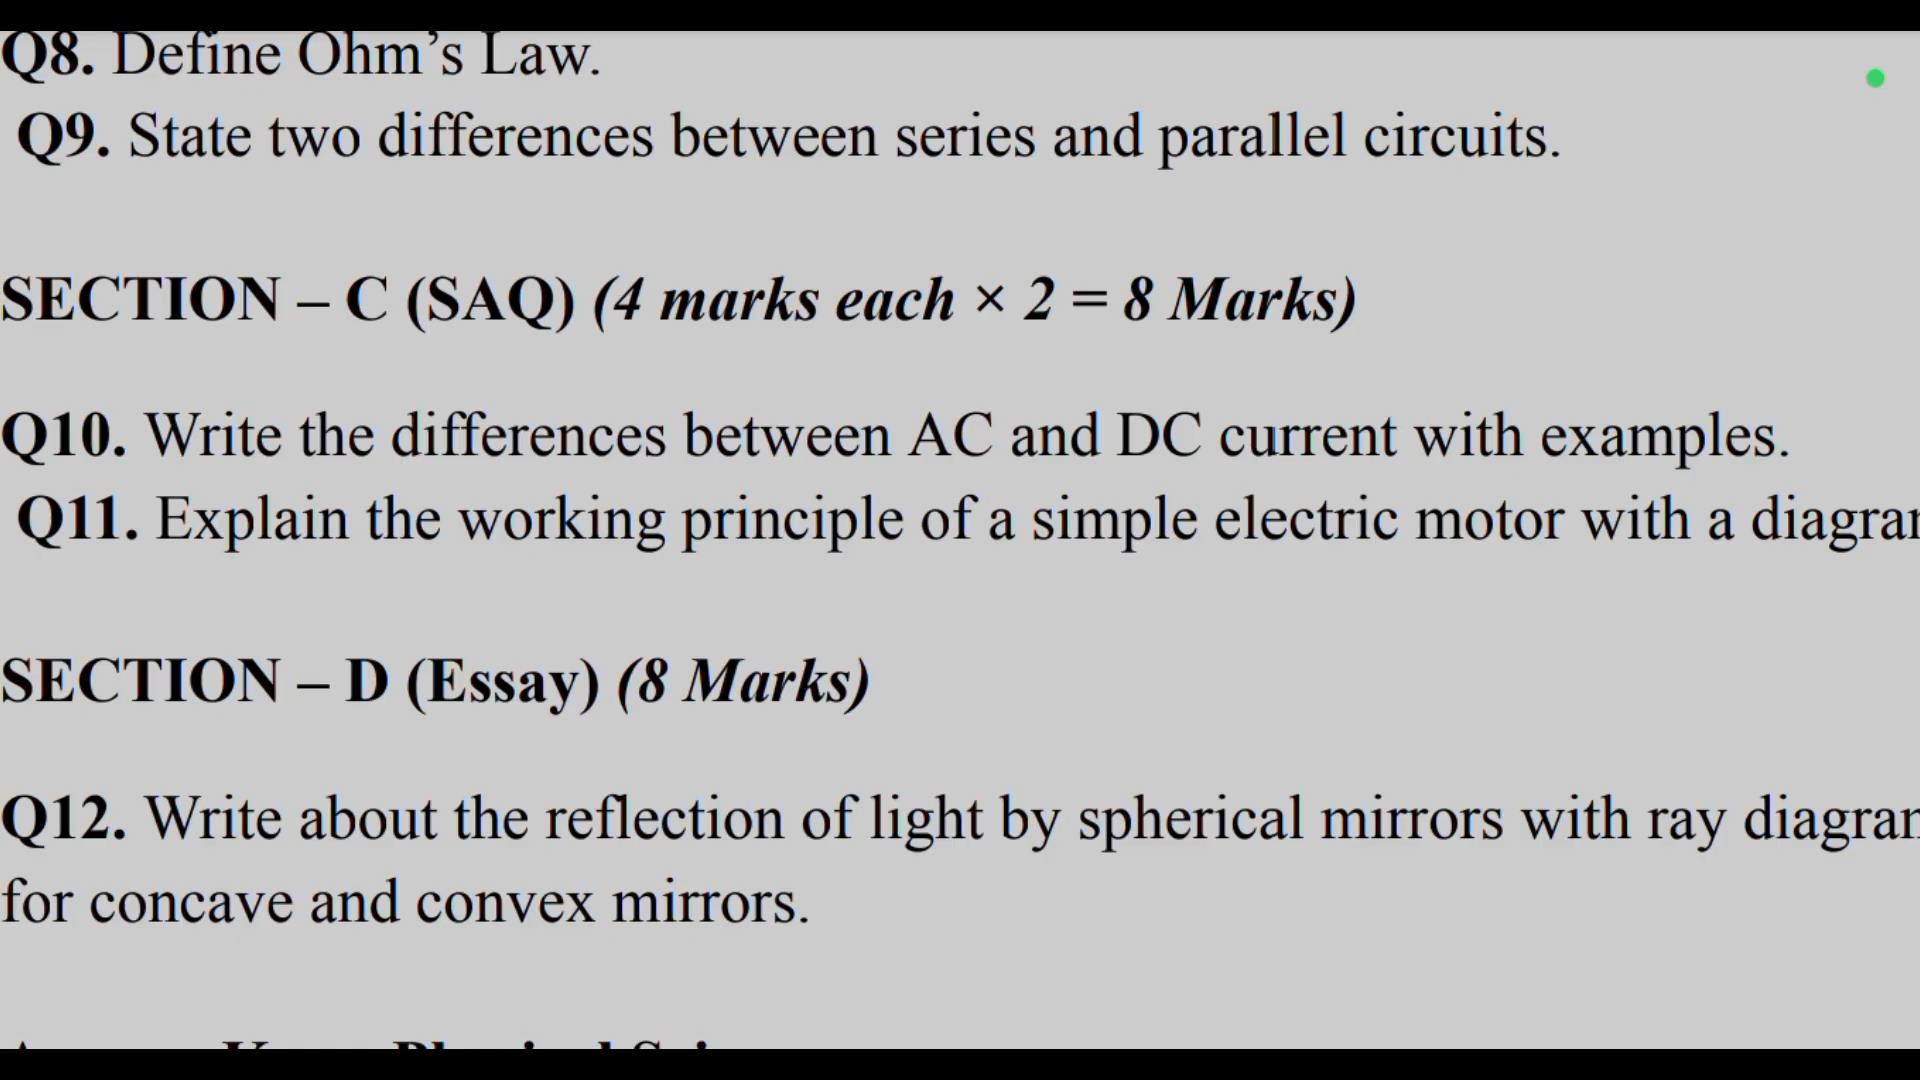 Q8. Define Ohm’s Law.
Q9. State two differences between series and parallel circuits.
SECTION – C (SAQ) (4 marks each × 2 = 8 Marks)
Q10. Write the differences between AC and DC current with examples.
Q11. Explain the working principle of a simple electric motor with a
SECTION – D (Essay) (8 Marks)
Q12. Write about the reflection of light by spherical mirrors with ray
for concave and convex mirrors.